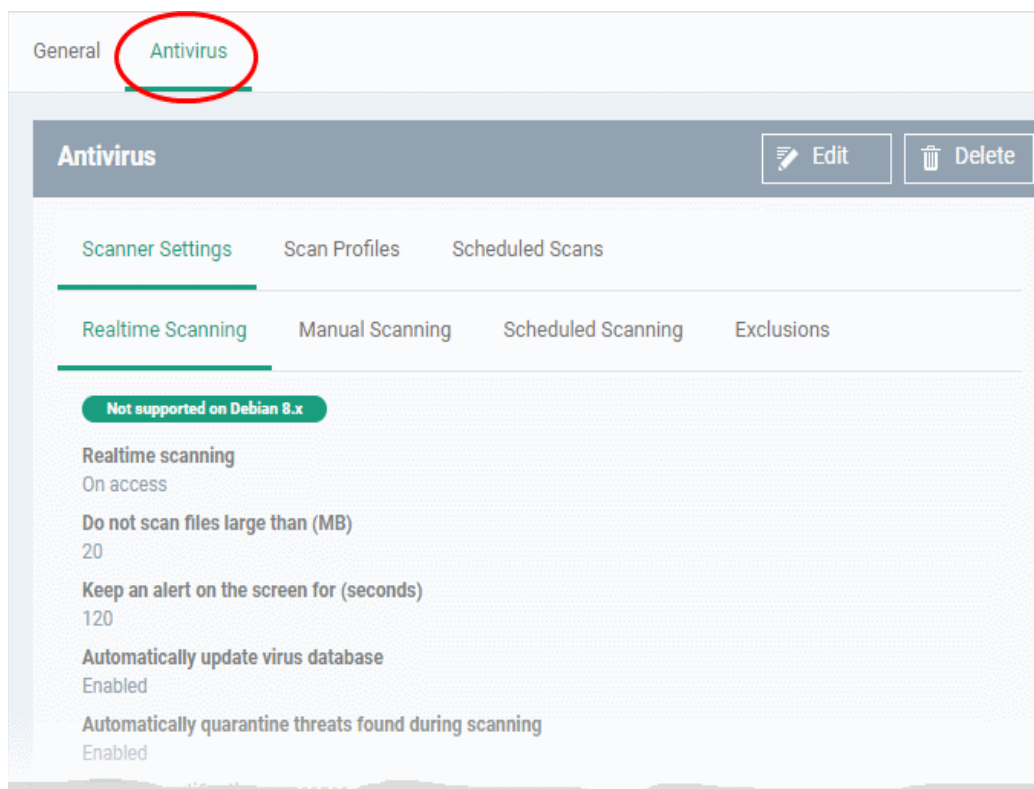 General Antivirus
Antivirus Edit Delete
Scanner Settings Scan Profiles Scheduled Scans
Realtime Scanning Manual Scanning Scheduled Scanning Exclusions
Not supported on Debian 8.x
Realtime scanning
On access
Do not scan files large than (MB)
20
Keep an alert on the screen for (seconds)
120
Automatically update virus database
Enabled
Automatically quarantine threats found during scanning
Enabled